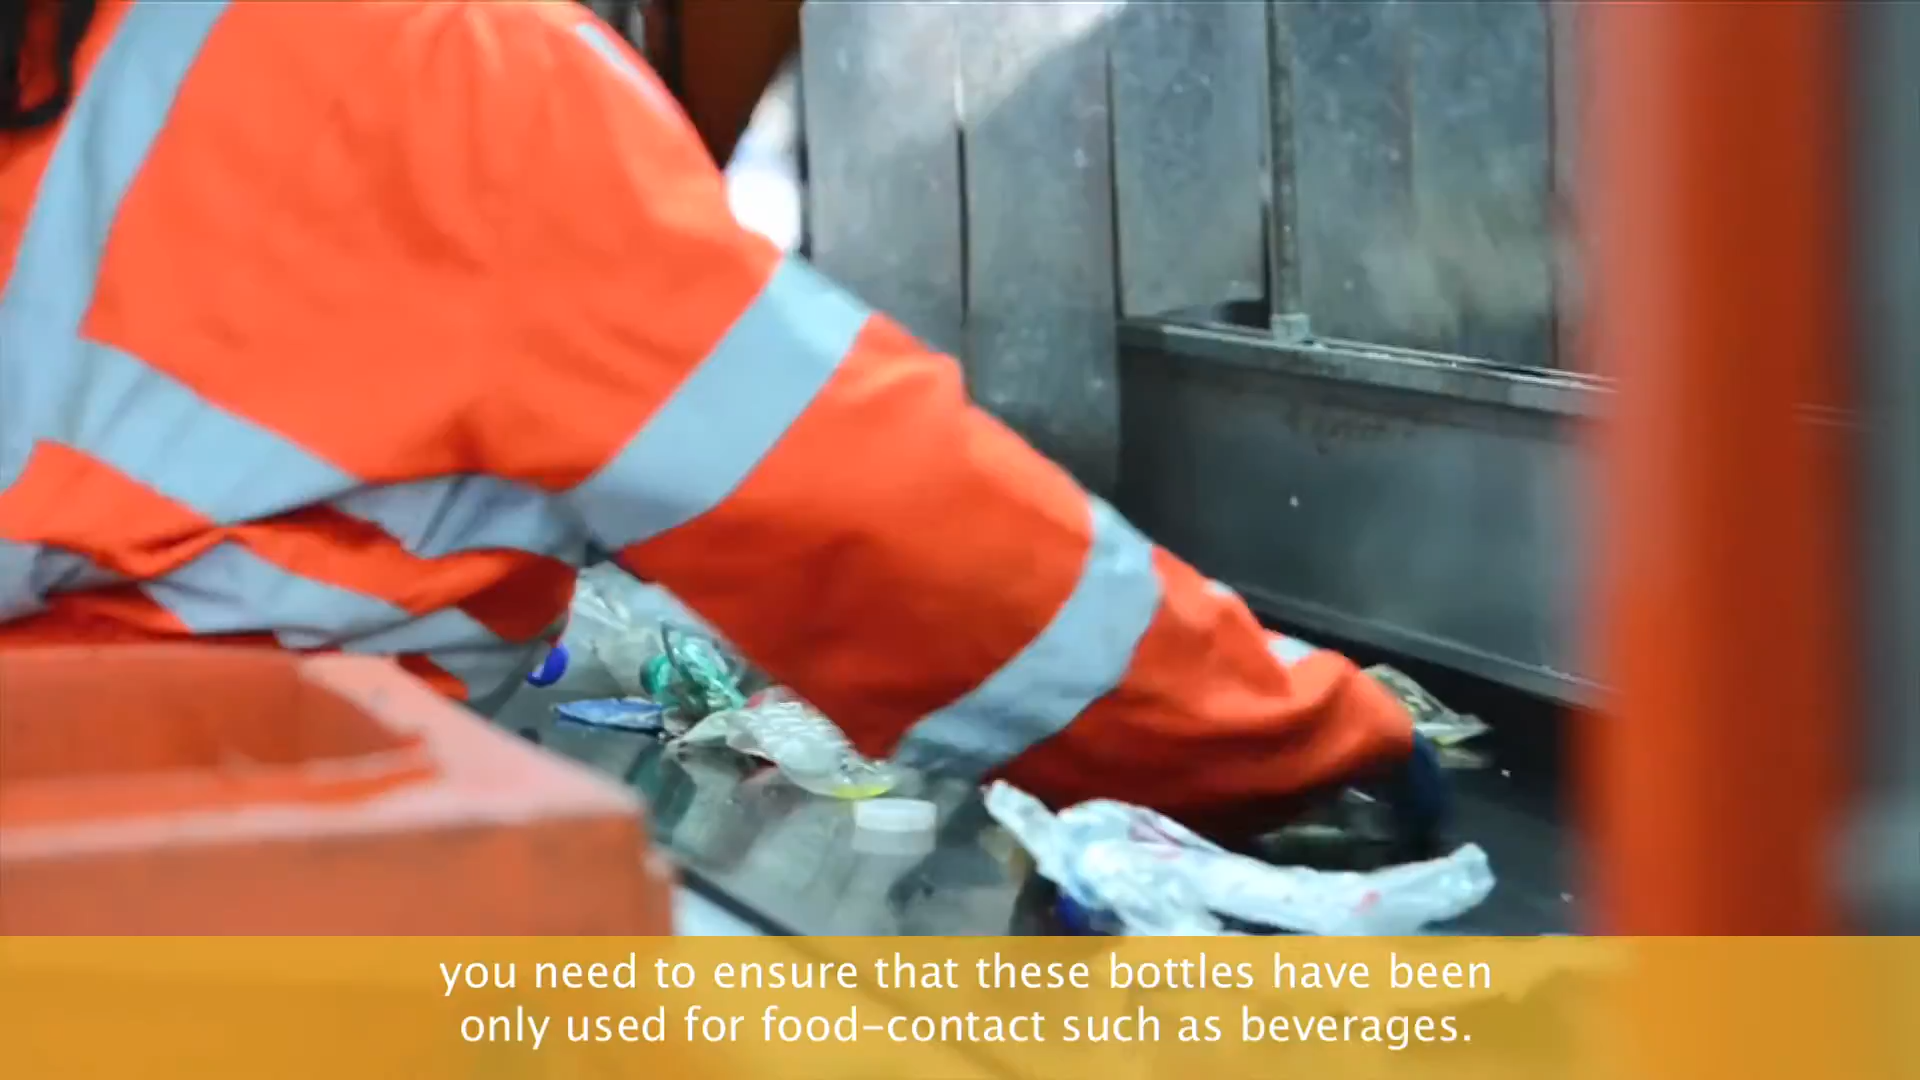 you need to ensure that these bottles have been
only used for food-contact such as beverages.